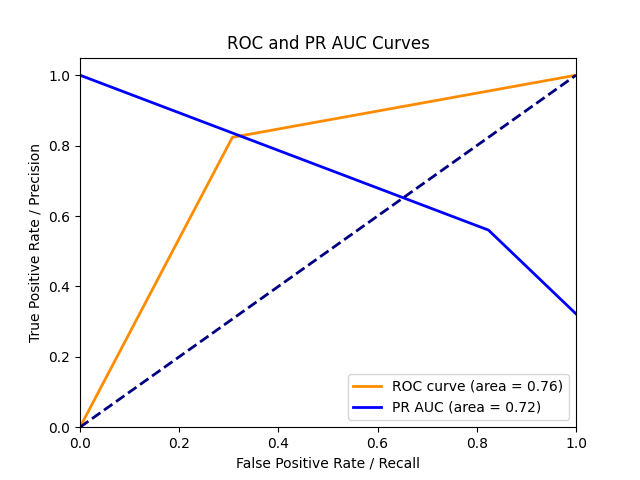 ROC and PR AUC Curves
True Positive Rate / Precision
1.0
0.8
0.6
0.4
0.2
0.0
ROC curve (area = 0.76)
PR AUC (area = 0.72)
0.0 0.2 0.4 0.6 0.8 1.0
False Positive Rate / Recall